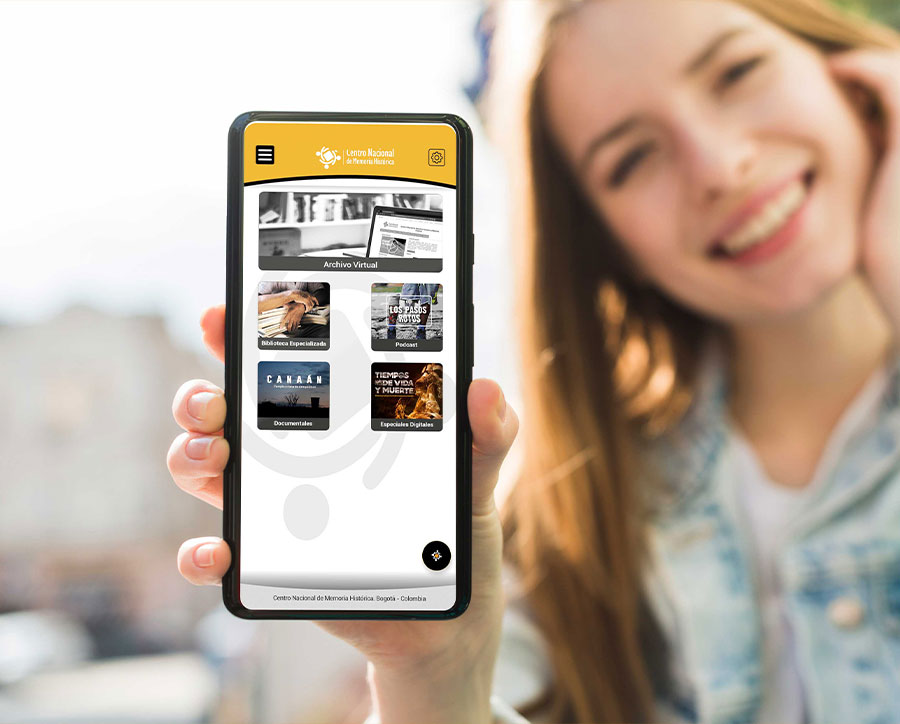 Centro Nacional
de Memoria Histórica
Archivo Virtual
Biblioteca Especializada
LOS PASOS
ROTOS
Podcast
CANAÁN
Documentales
TIEMPOS
DE VIDA
Y MUERTE
Especiales Digitales
Centro Nacional de Memoria Histórica. Bogotá - Colombia